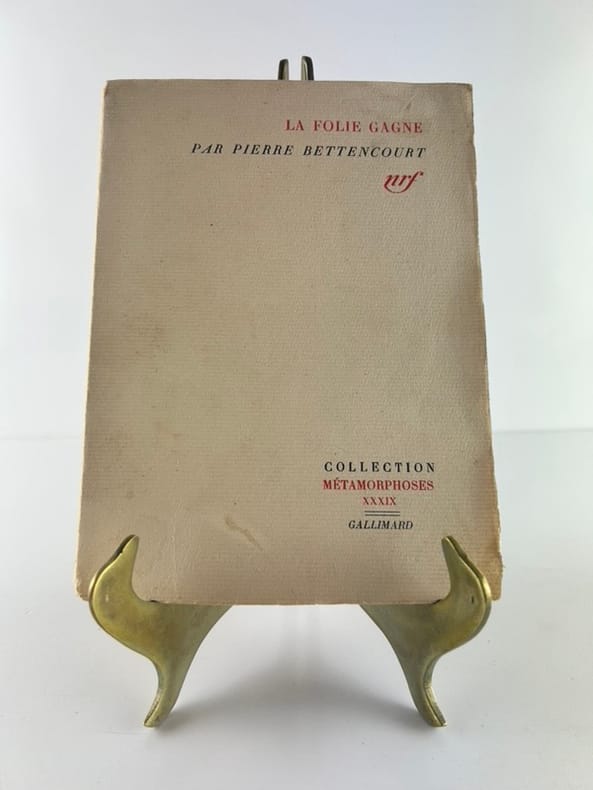 LA FOLIE GAGNE
PAR PIERRE BETTENCOURT
nrf
COLLECTION
MÉTAMORPHOSES
XXXIX
GALLIMARD